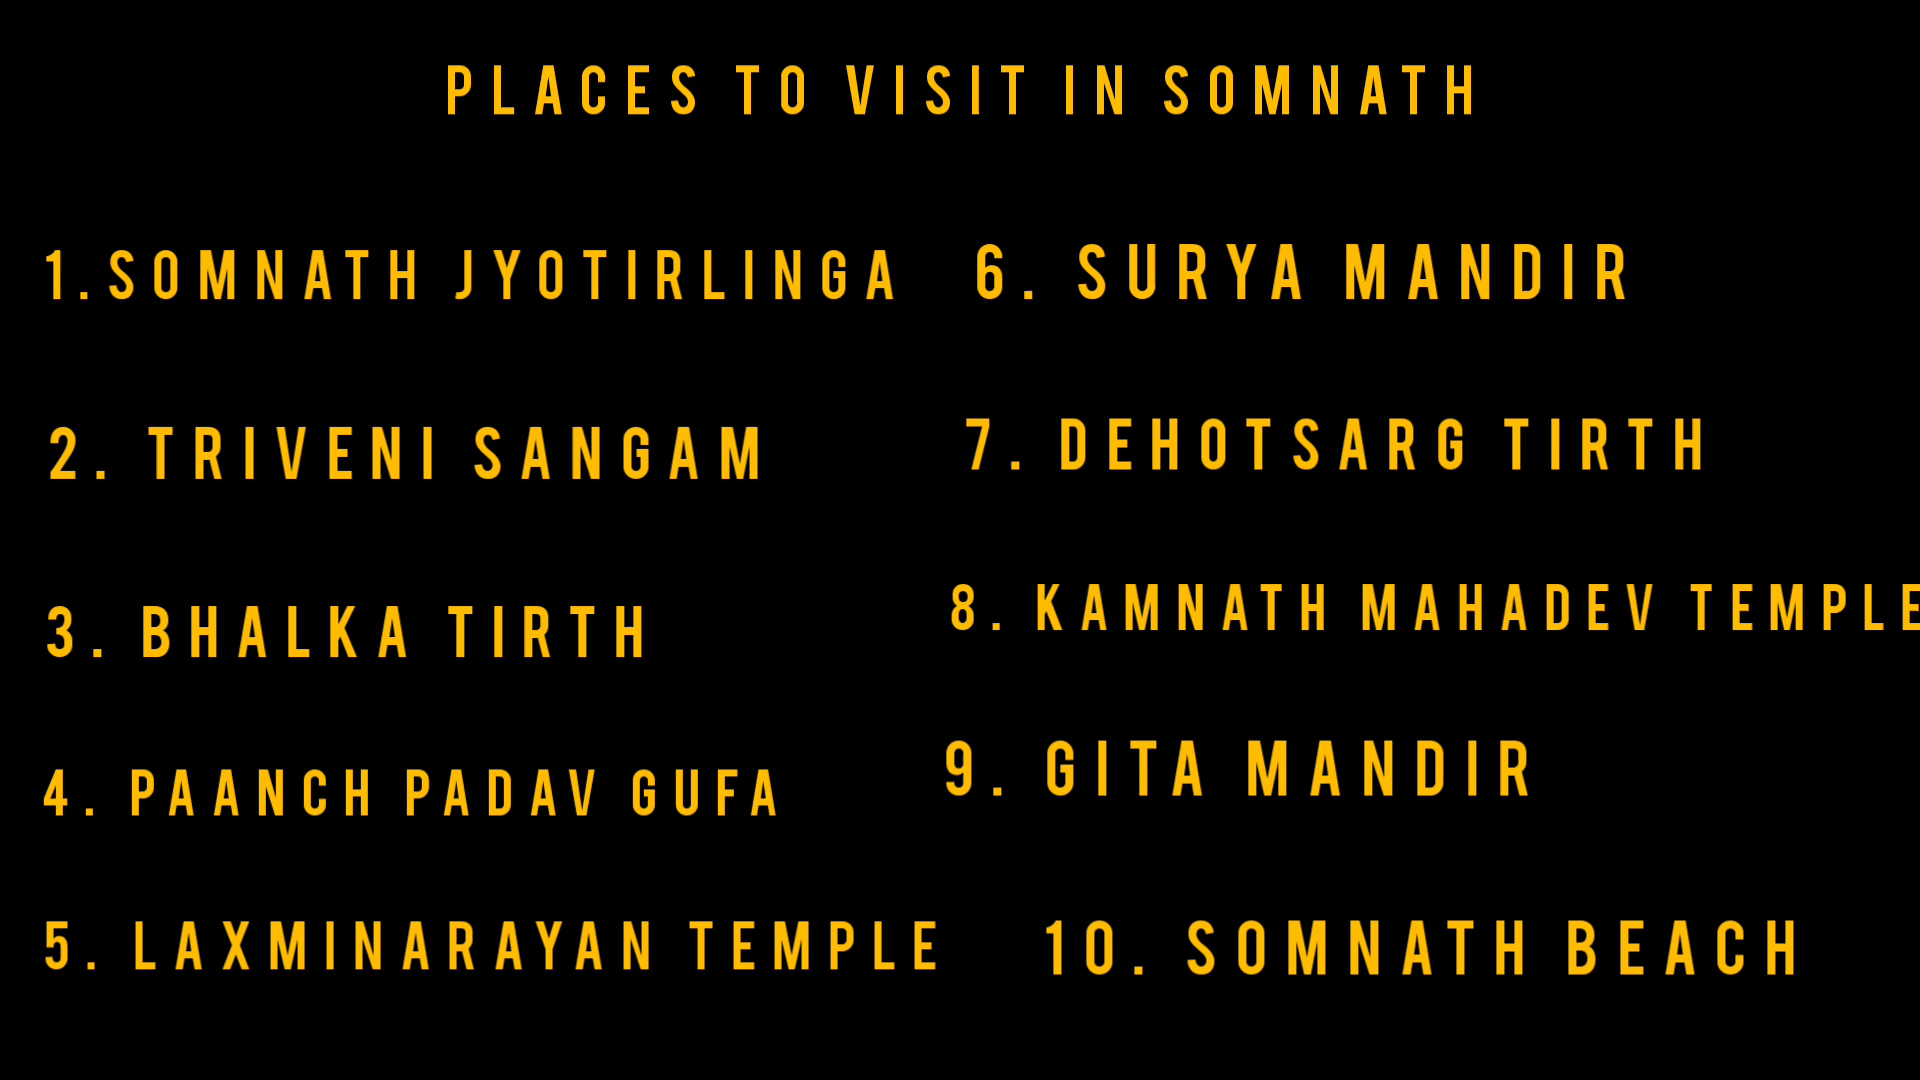 PLACES TO VISIT IN SOMNATH
1.SOMNATH JYOTIRLINGA
2. TRIVENI SANGAM
3. BHALKA TIRTH
4. PAANCH PADAV GUFA
5. LAXMINARAYAN TEMPLE
6. SURYA MANDIR
7. DEHOTSARG TIRTH
8. KAMNATH MAHADEV TEMPLE
9. GITA MANDIR
10. SOMNATH BEACH